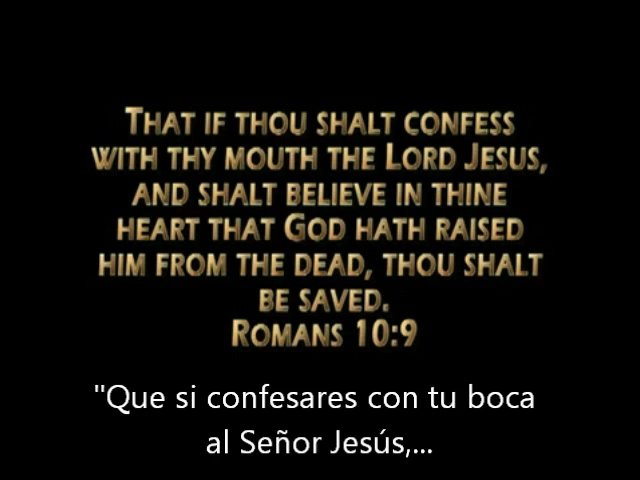 THAT IF THOU SHALT CONFESS
WITH THY MOUTH THE LORD JESUS,
AND SHALT BELIEVE IN THINE
HEART THAT GOD HATH RAISED
HIM FROM THE DEAD, THOU SHALT
BE SAVED.
ROMANS 10:9
"Que si confesares con tu boca
al Señor Jesús,...